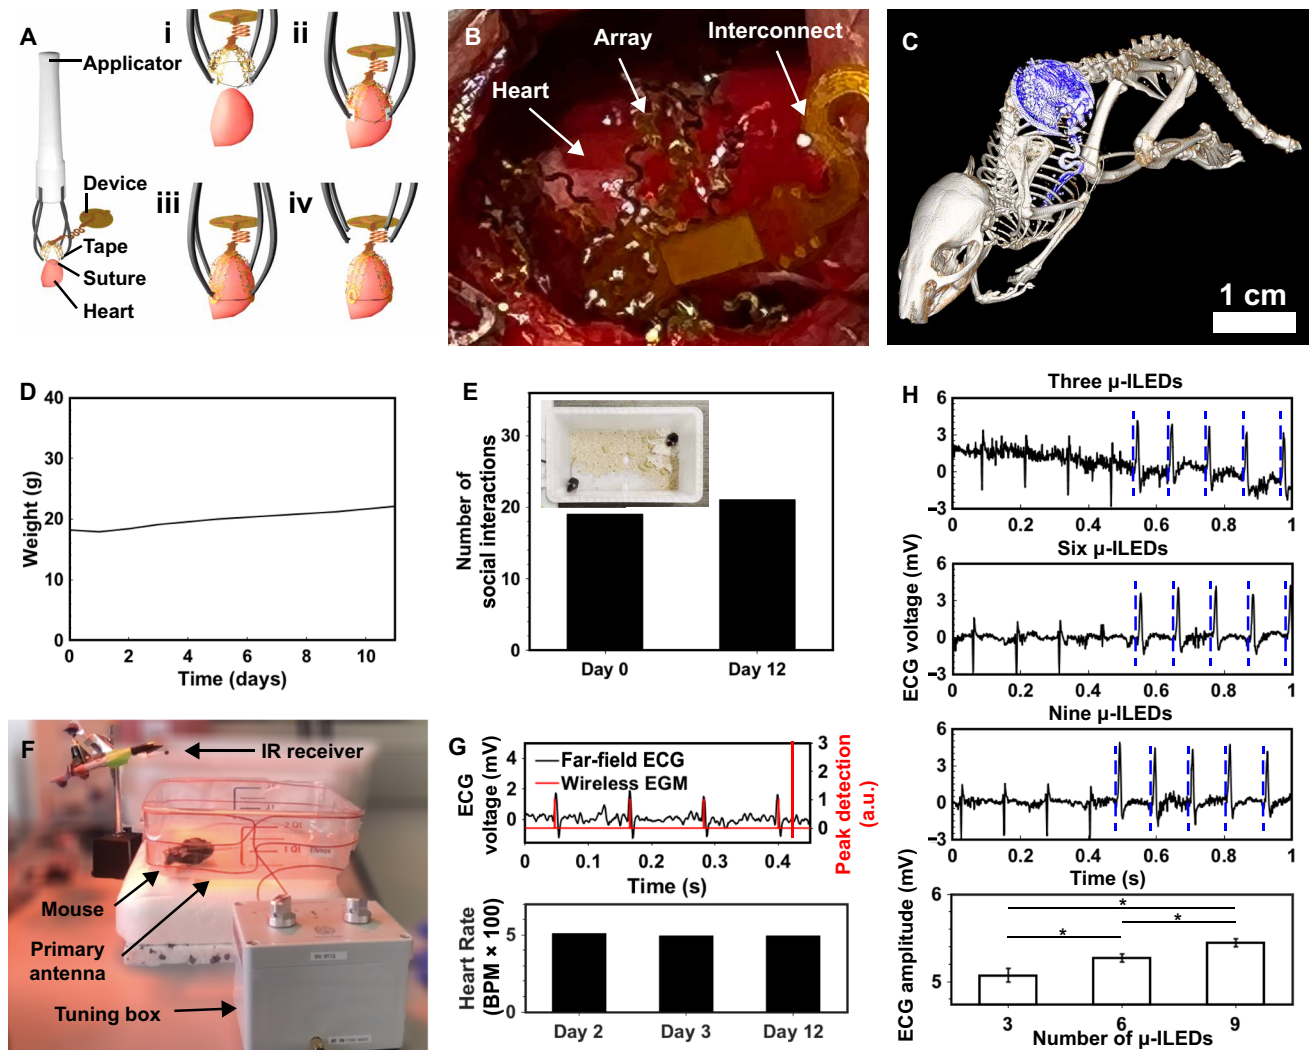 A
i
ii
Applicator
Device
Tape
Suture
Heart
iii
iv
B
Heart
Array
Interconnect
C
1 cm
D
40
30
20
10
0
Weight (g)
0 2 4 6 8 10
Time (days)
E
30
20
10
0
Number of
social interactions
Day 0 Day 12
F
IR receiver
2 Qt
1 Qt
Mouse
Primary
antenna
Tuning box
G
4
2
0
ECG
voltage (mV)
Far-field ECG
Wireless EGM
3
2
1
0
Peak detection
(a.u.)
0 0.1 0.2 0.3 0.4
Time (s)
5
0
Heart Rate
(BPM × 100)
Day 2 Day 3 Day 12
H
Three μ-ILEDs
6
3
0
−3
0 0.2 0.4 0.6 0.8 1
Six μ-ILEDs
6
3
0
−3
0 0.2 0.4 0.6 0.8 1
ECG voltage (mV)
Nine μ-ILEDs
6
3
0
−3
0 0.2 0.4 0.6 0.8 1
Time (s)
6
5
ECG amplitude (mV)
*
*
*
3 6 9
Number of μ-ILEDs